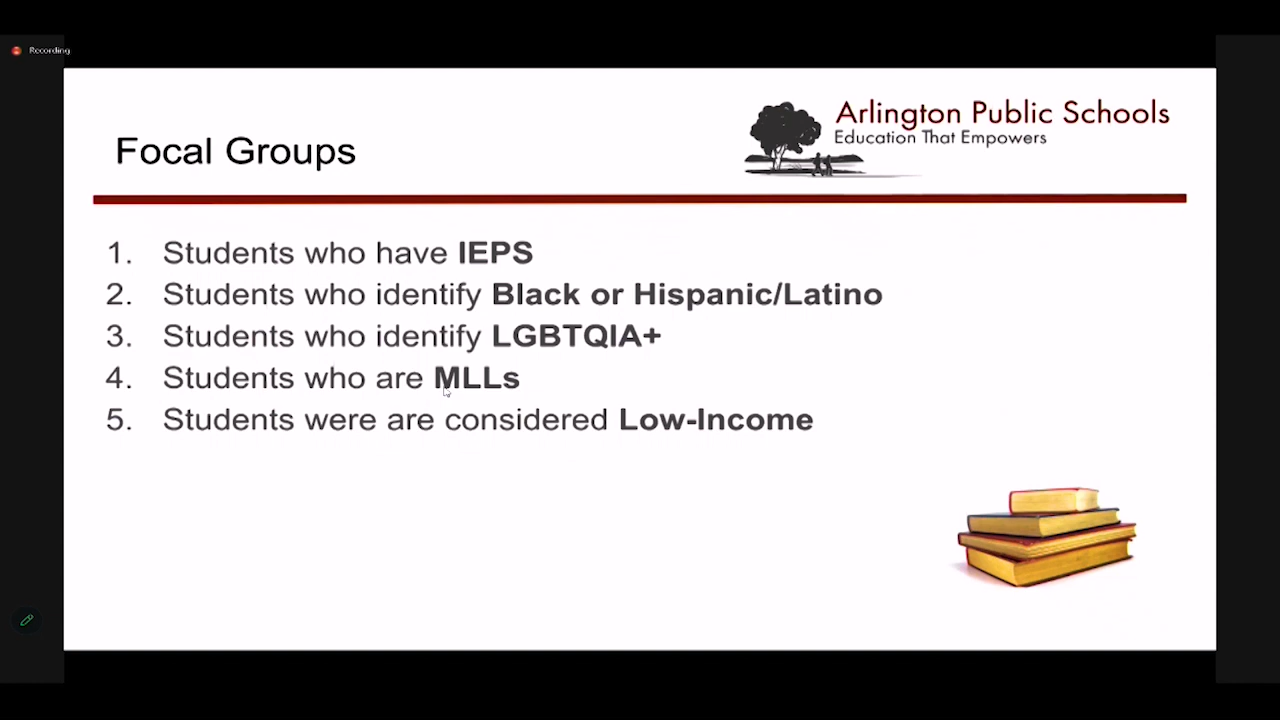 Recording
Arlington Public Schools
Education That Empowers
Focal Groups
1. Students who have IEPS
2. Students who identify Black or Hispanic/Latino
3. Students who identify LGBTQIA+
4. Students who are MLLs
5. Students were are considered Low-Income